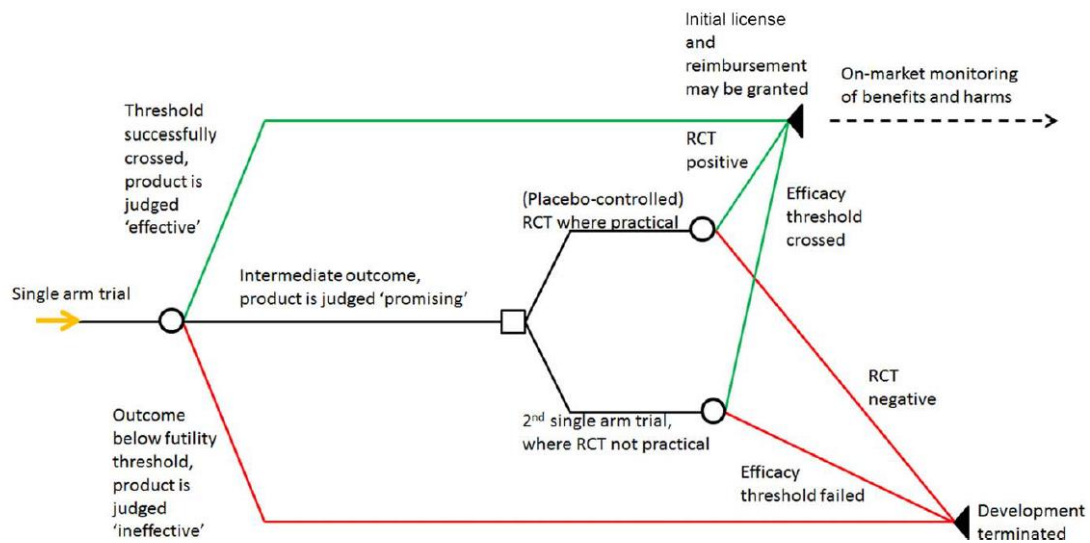 Initial license
and
reimbursement
may be granted
On-market monitoring
of benefits and harms
Threshold
successfully
crossed,
product is
judged
‘effective’
RCT
positive
(Placebo-controlled)
RCT where practical
Efficacy
threshold
crossed
Single arm trial
Intermediate outcome,
product is judged ‘promising’
RCT
negative
Outcome
below futility
threshold,
product is
judged
‘ineffective’
2nd single arm trial,
where RCT not practical
Efficacy
threshold failed
Development
terminated